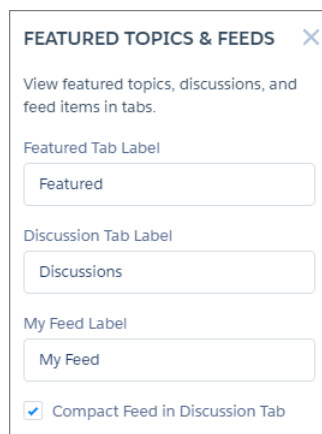 FEATURED TOPICS & FEEDS
View featured topics, discussions, and
feed items in tabs.
Featured Tab Label
Featured
Discussion Tab Label
Discussions
My Feed Label
My Feed
Compact Feed in Discussion Tab